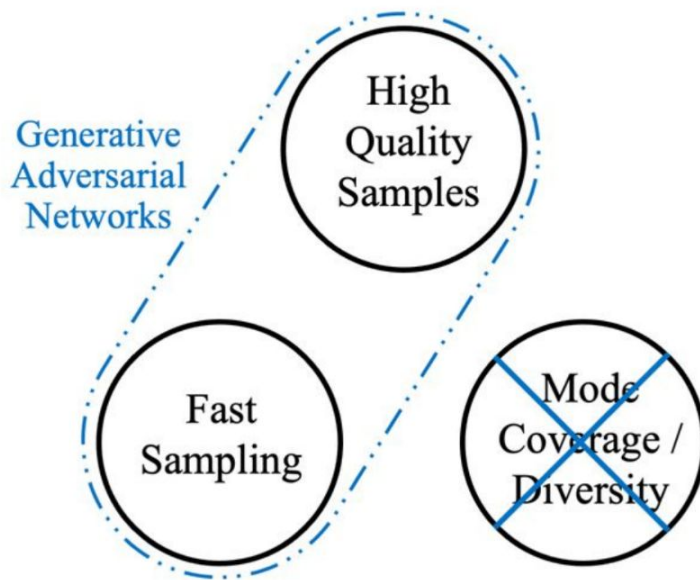 High
Quality
Samples
Generative
Adversarial
Networks
Fast
Sampling
Mode
Coverage /
Diversity